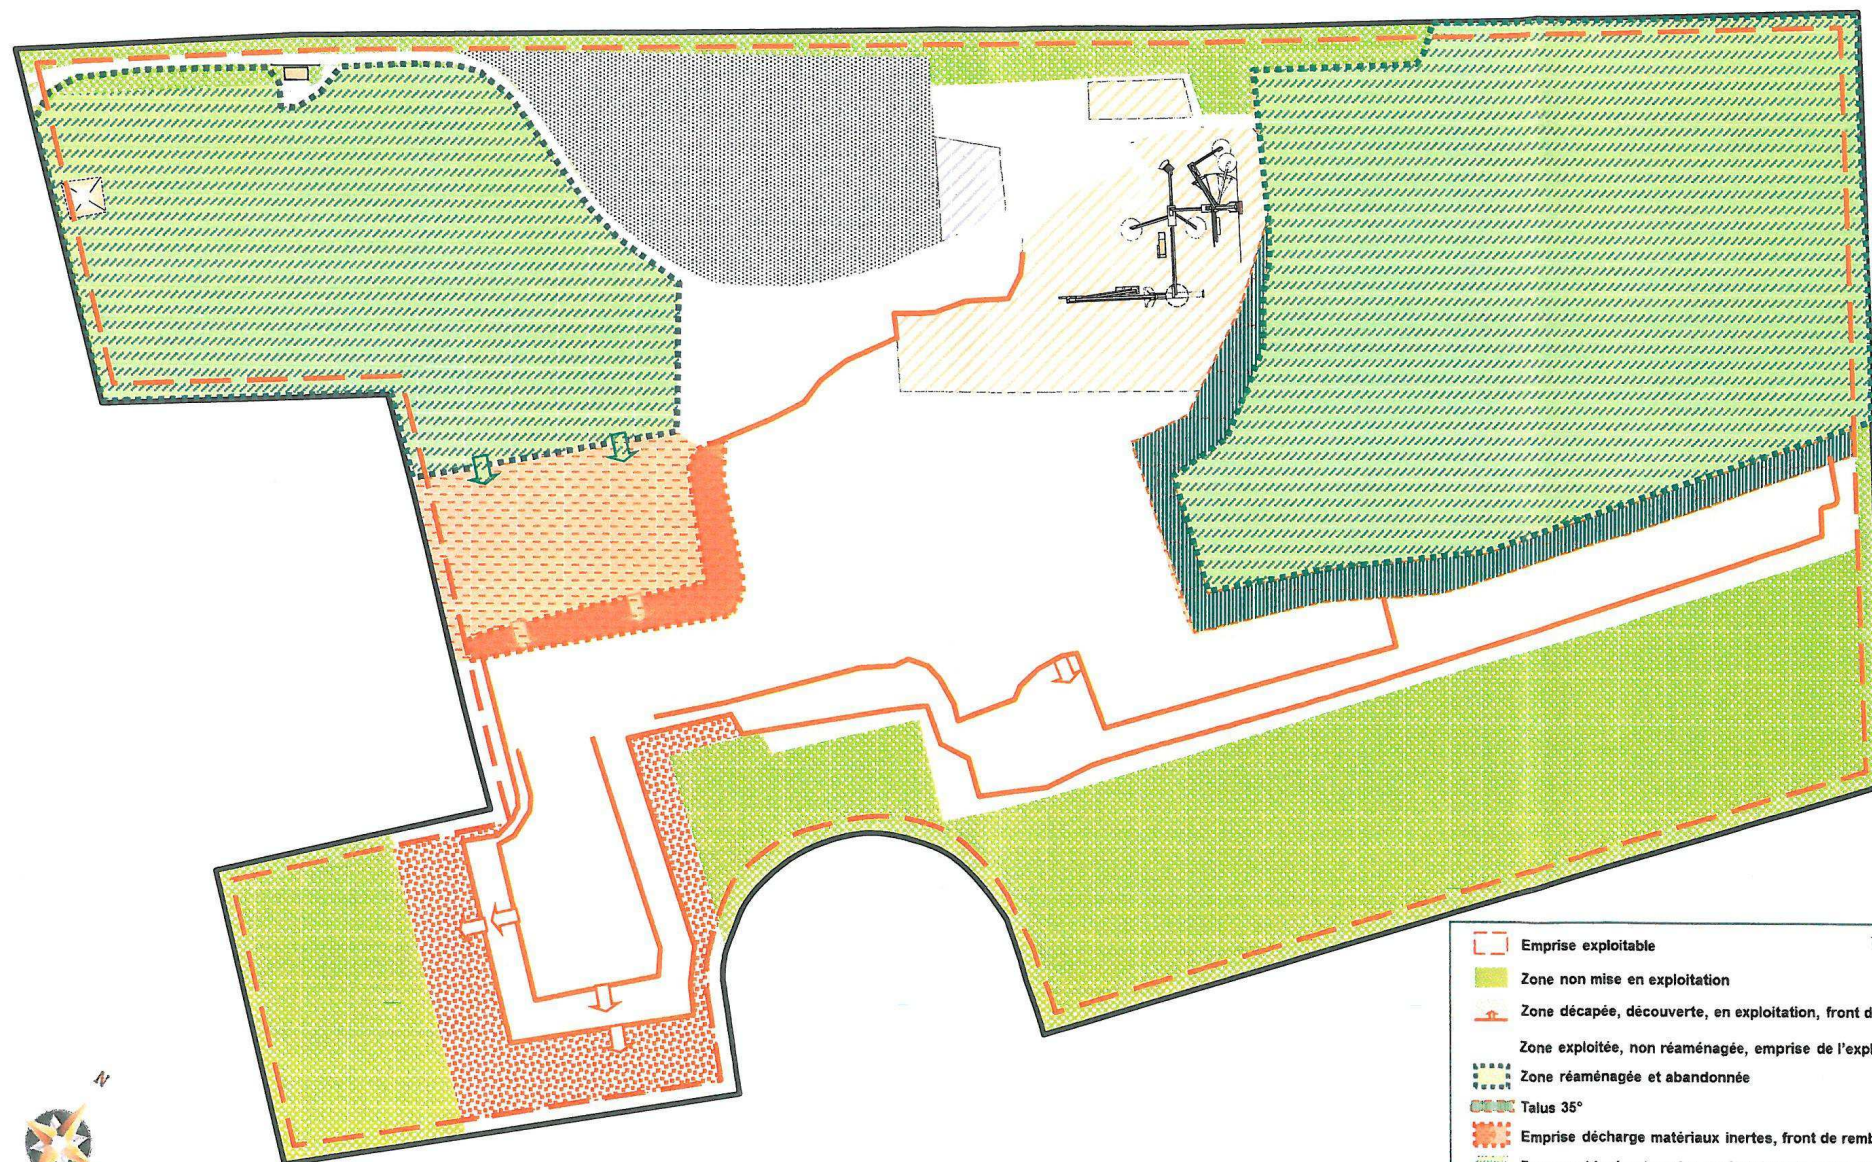 N
Emprise exploitable
Zone non mise en exploitation
Zone décapée, découverte, en exploitation, front d
Zone exploitée, non réaménagée, emprise de l'expl
Zone réaménagée et abandonnée
Talus 35°
Emprise décharge matériaux inertes, front de remb